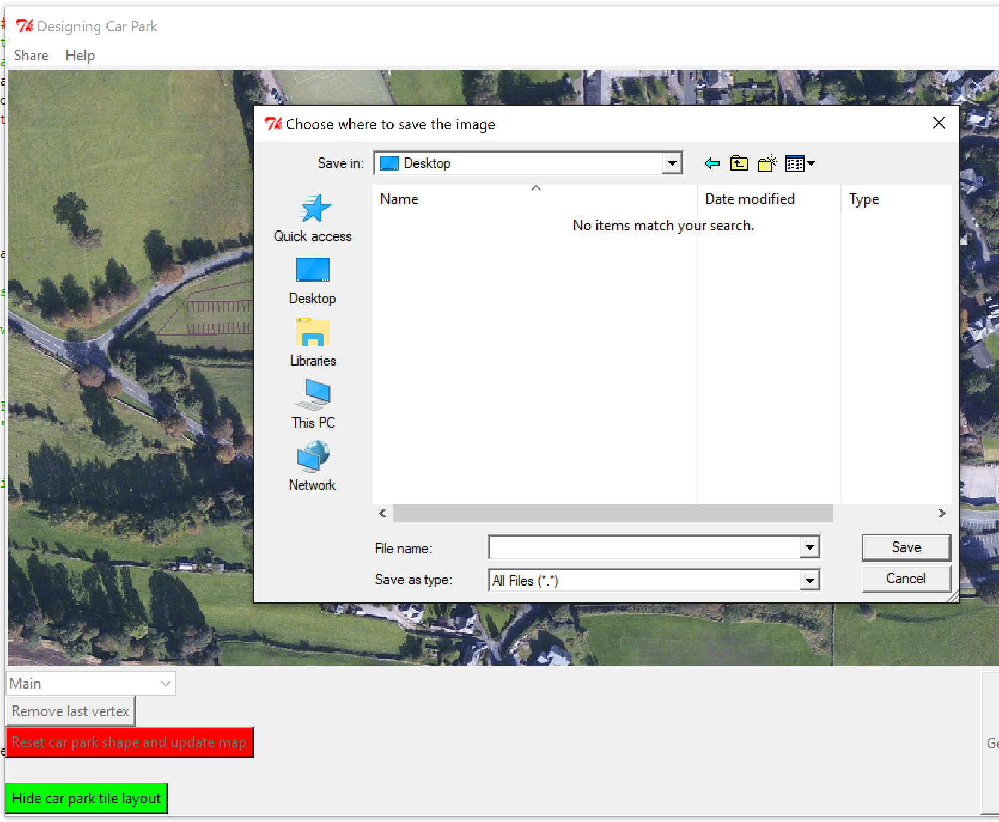 Designing Car Park
Share Help
Choose where to save the image
Save in: Desktop
Name Date modified Type
No items match your search.
Quick access
Desktop
Libraries
This PC
Network
File name:
Save
Save as type: All Files (*.*)
Cancel
Main
Remove last vertex
Reset car park shape and update map
Hide car park tile layout